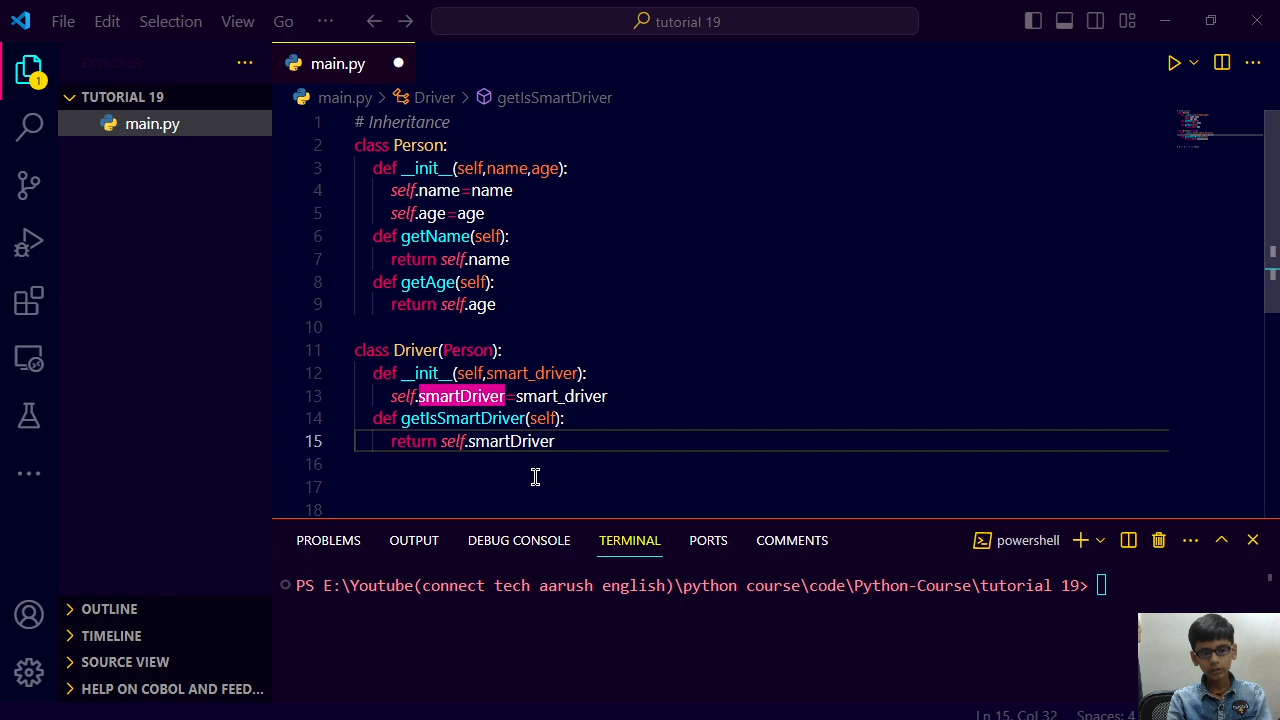 File Edit Selection View Go ... tutorial 19
main.py
TUTORIAL 19
main.py
main.py > Driver > getIsSmartDriver
1 # Inheritance
2 class Person:
3 def __init__(self,name,age):
4 self.name=name
5 self.age=age
6 def getName(self):
7 return self.name
8 def getAge(self):
9 return self.age
10
11 class Driver(Person):
12 def __init__(self,smart_driver):
13 self.smartDriver=smart_driver
14 def getIsSmartDriver(self):
15 return self.smartDriver
16
17
18
PROBLEMS OUTPUT DEBUG CONSOLE TERMINAL PORTS COMMENTS powershell
PS E:\Youtube(connect tech aarush english)\python course\code\Python-Course\tutorial 19>
OUTLINE
TIMELINE
SOURCE VIEW
HELP ON COBOL AND FEED...
1
Ln 15, Col 32 Spaces: 4